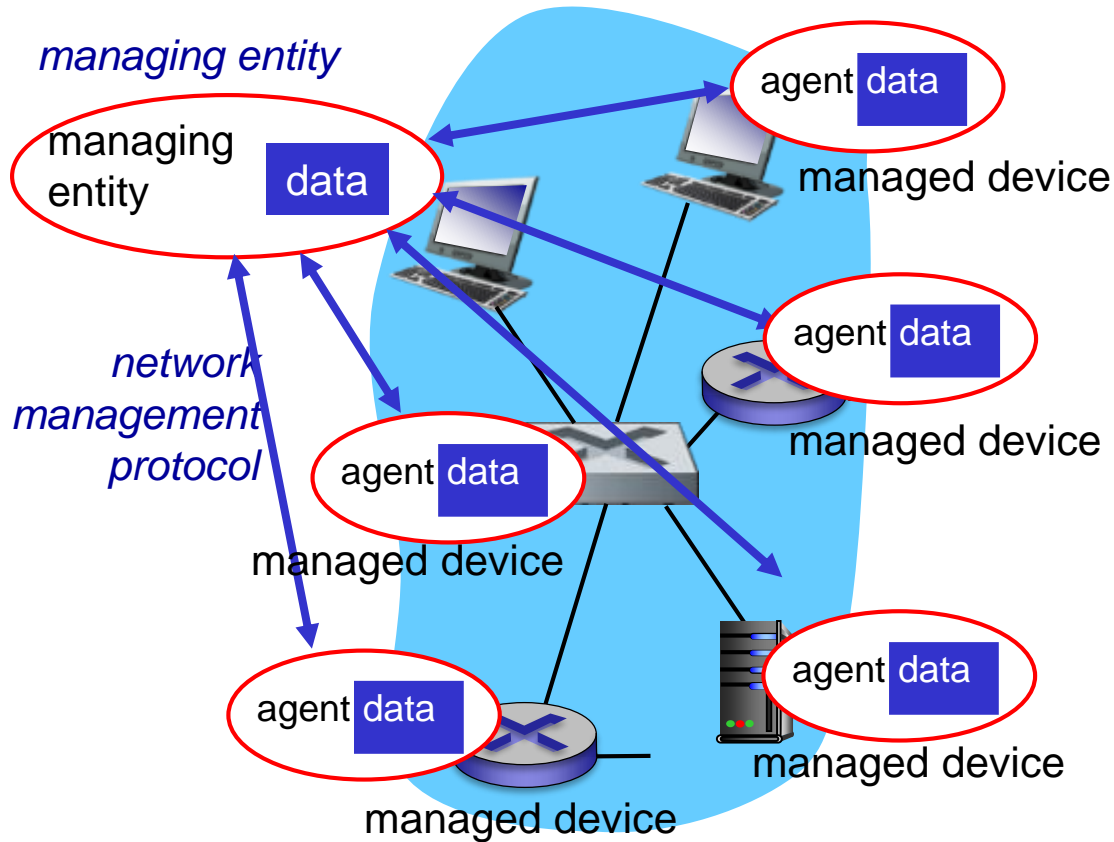 managing entity
managing
entity
data
agent data
managed device
agent data
managed device
network
management
protocol
agent data
managed device
agent data
managed device
agent data
managed device